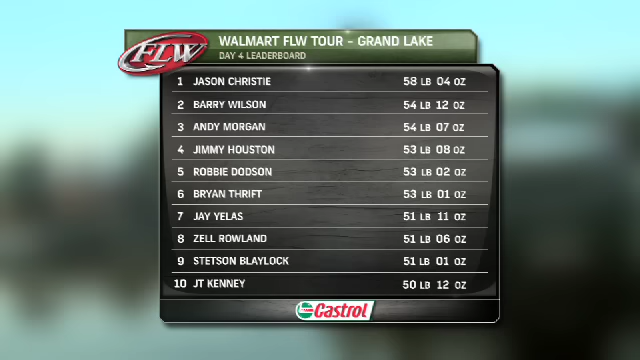 FLW
WALMART FLW TOUR - GRAND LAKE
DAY 4 LEADERBOARD
1 JASON CHRISTIE 58 LB 04 OZ
2 BARRY WILSON 54 LB 12 OZ
3 ANDY MORGAN 54 LB 07 OZ
4 JIMMY HOUSTON 53 LB 08 OZ
5 ROBBIE DODSON 53 LB 02 OZ
6 BRYAN THRIFT 53 LB 01 OZ
7 JAY YELAS 51 LB 11 OZ
8 ZELL ROWLAND 51 LB 06 OZ
9 STETSON BLAYLOCK 51 LB 01 OZ
10 JT KENNEY 50 LB 12 OZ
Castrol